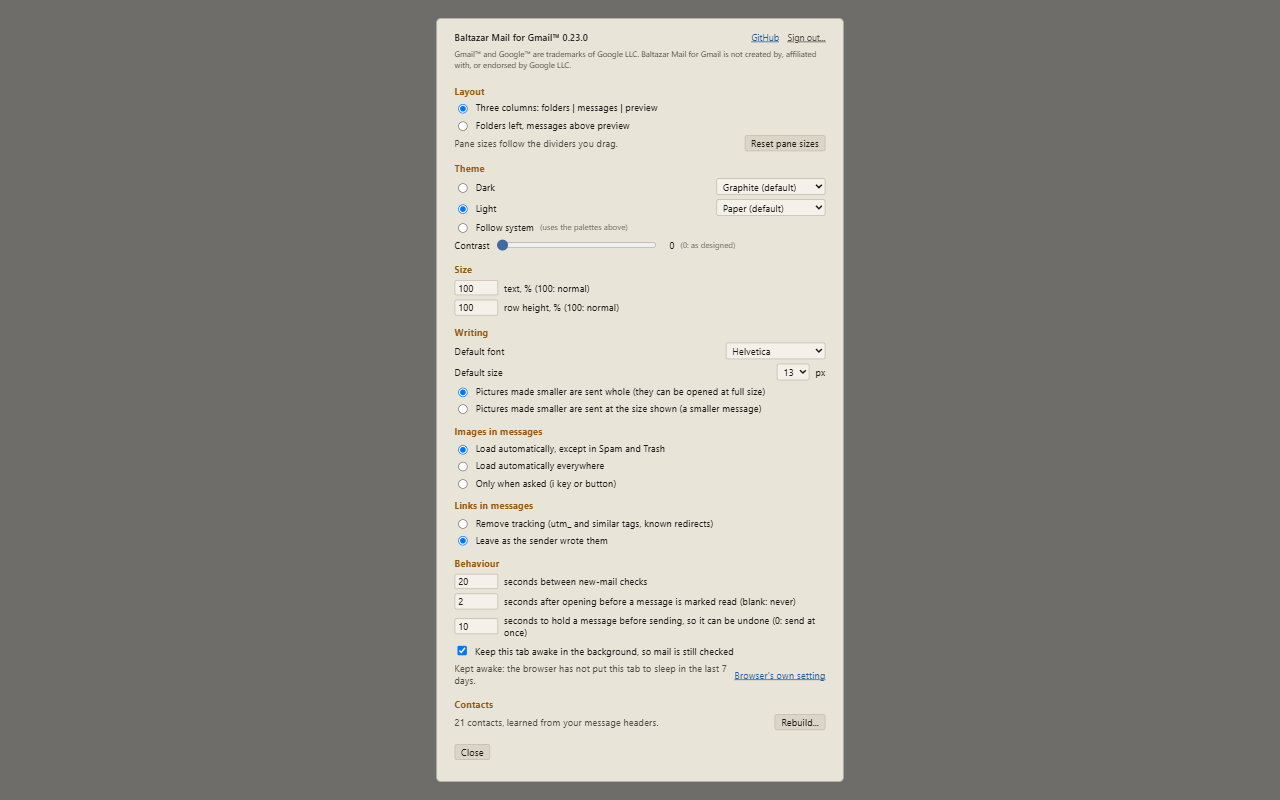 Baltazar Mail for Gmail™ 0.23.0 GitHub Sign out...
Gmail™ and Google™ are trademarks of Google LLC. Baltazar Mail for Gmail is not created by, affiliated
with, or endorsed by Google LLC.
Layout
Three columns: folders | messages | preview
Folders left, messages above preview
Pane sizes follow the dividers you drag. Reset pane sizes
Theme
Dark Graphite (default)
Light Paper (default)
Follow system (uses the palettes above)
Contrast 0 (0: as designed)
Size
100 text, % (100: normal)
100 row height, % (100: normal)
Writing
Default font Helvetica
Default size 13 px
Pictures made smaller are sent whole (they can be opened at full size)
Pictures made smaller are sent at the size shown (a smaller message)
Images in messages
Load automatically, except in Spam and Trash
Load automatically everywhere
Only when asked (i key or button)
Links in messages
Remove tracking (utm_ and similar tags, known redirects)
Leave as the sender wrote them
Behaviour
20 seconds between new-mail checks
2 seconds after opening before a message is marked read (blank: never)
10 seconds to hold a message before sending, so it can be undone (0: send at
once)
Keep this tab awake in the background, so mail is still checked
Kept awake: the browser has not put this tab to sleep in the last 7
days. Browser's own setting
Contacts
21 contacts, learned from your message headers. Rebuild...
Close